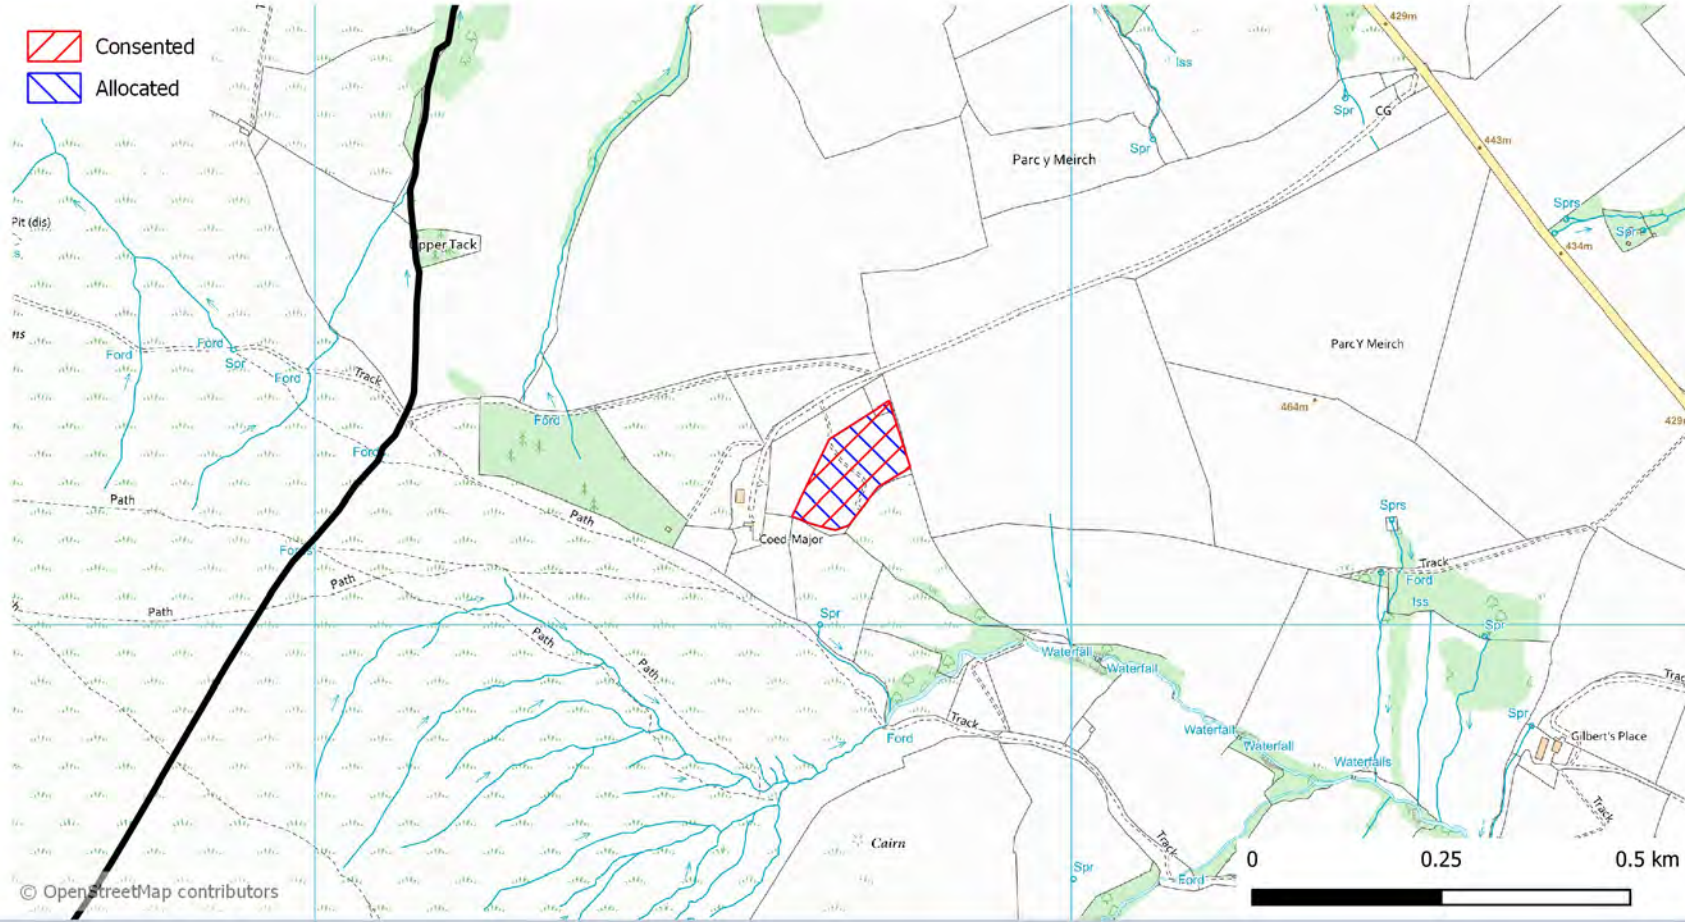 Consented
Allocated
429m
Iss
Spr
CG
Spr
443m
Parc y Meirch
Sprs
Spr
434m
Pit (dis)
s.
Upper Tack
ns
Ford
Ford
Spr
Ford
Track
ParcY Meirch
464m
Ford
Ford
Path
Path
Sprs
Coed-Major
Fords
Path
Path
Track
Ford
Iss
Spr
Spr
Path
Path
Waterfall
Waterfall
Track
Spr
Track
Ford
Waterfall
Waterfall
Gilbert's Place
Waterfalls
Track
Track
Cairn
Spr
Ford
0 0.25 0.5 km
© OpenStreetMap contributors